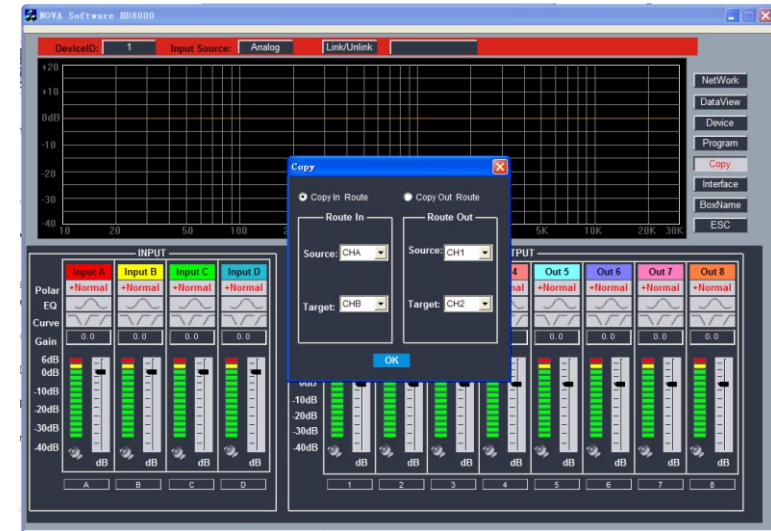 NOVA Software HD8000
DeviceID: 1 Input Source: Analog Link/Unlink
+20
+10
0dB
-10
-20
-30
-40
10 20 50 100 5K 10K 20K 30K
NetWork
DataView
Device
Program
Copy
Interface
BoxName
ESC
Copy
Copy In Route Copy Out Route
Route In Route Out
Source: CHA Source: CH1
Target: CHB Target: CH2
OK
INPUT
Input A Input B Input C Input D
Polar +Normal +Normal +Normal +Normal
EQ
Curve
Gain 0.0 0.0 0.0 0.0
6dB
0dB
-10dB
-20dB
-30dB
-40dB
dB dB dB dB
A B C D
TPUT
4 Out 5 Out 6 Out 7 Out 8
nal +Normal +Normal +Normal +Normal
0.0 0.0 0.0 0.0
-10dB
-20dB
-30dB
-40dB
dB dB dB dB dB dB dB dB
1 2 3 4 5 6 7 8